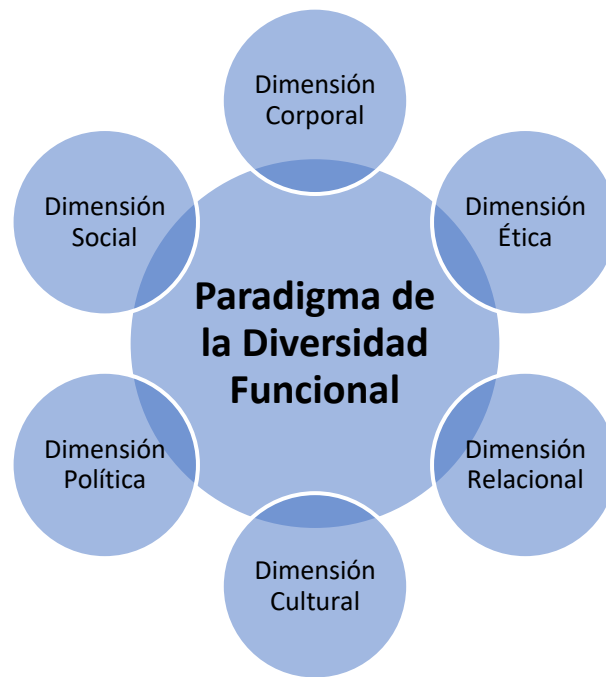 Dimensión
Corporal
Dimensión
Social
Dimensión
Ética
Paradigma de
la Diversidad
Funcional
Dimensión
Política
Dimensión
Relacional
Dimensión
Cultural